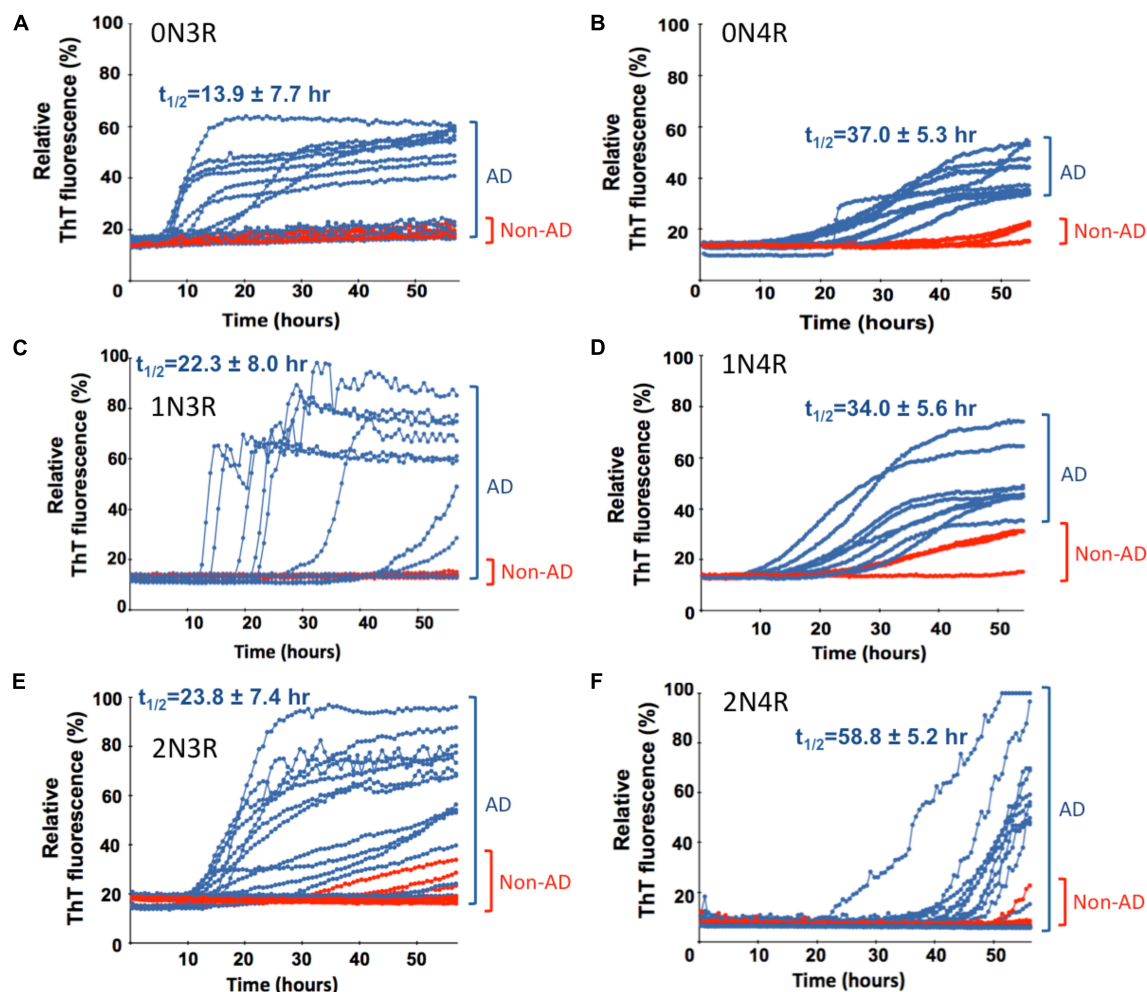 A
0N3R
Relative
ThT fluorescence (%)
100
80
60
40
20
0
10
20
30
40
50
Time (hours)
t1/2=13.9 ± 7.7 hr
AD
Non-AD
B
0N4R
Relative
ThT fluorescence (%)
100
80
60
40
20
0
10
20
30
40
50
Time (hours)
t1/2=37.0 ± 5.3 hr
AD
Non-AD
C
t1/2=22.3 ± 8.0 hr
1N3R
Relative
ThT fluorescence (%)
100
80
60
40
20
0
10
20
30
40
50
Time (hours)
AD
Non-AD
D
1N4R
Relative
ThT fluorescence (%)
100
80
60
40
20
0
10
20
30
40
50
Time (hours)
t1/2=34.0 ± 5.6 hr
AD
Non-AD
E
t1/2=23.8 ± 7.4 hr
2N3R
Relative
ThT fluorescence (%)
100
80
60
40
20
0
10
20
30
40
50
Time (hours)
AD
Non-AD
F
2N4R
Relative
ThT fluorescence (%)
100
80
60
40
20
0
10
20
30
40
50
Time (hours)
t1/2=58.8 ± 5.2 hr
AD
Non-AD